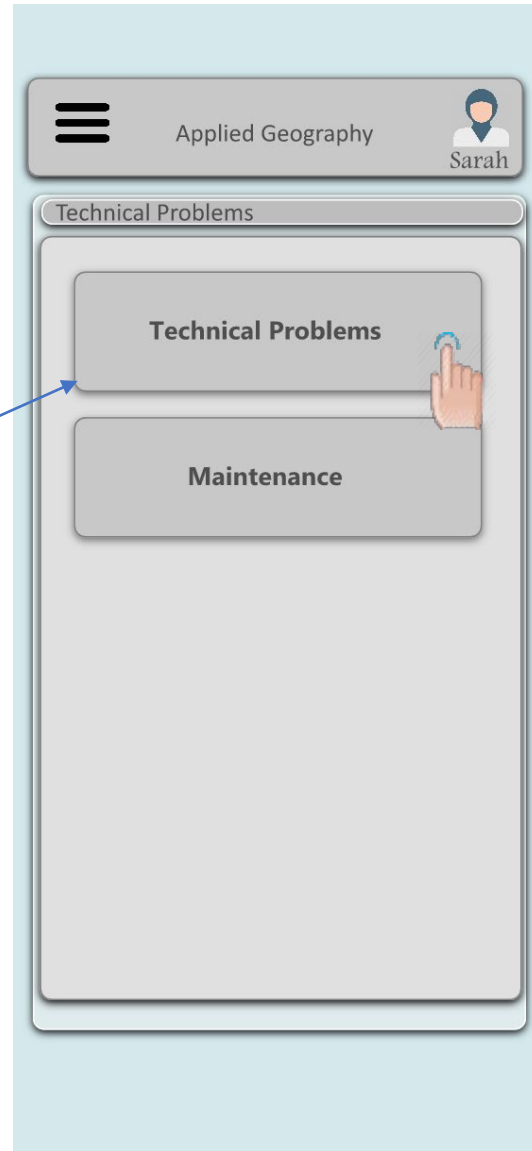 Applied Geography
Sarah
Technical Problems
Technical Problems
Maintenance